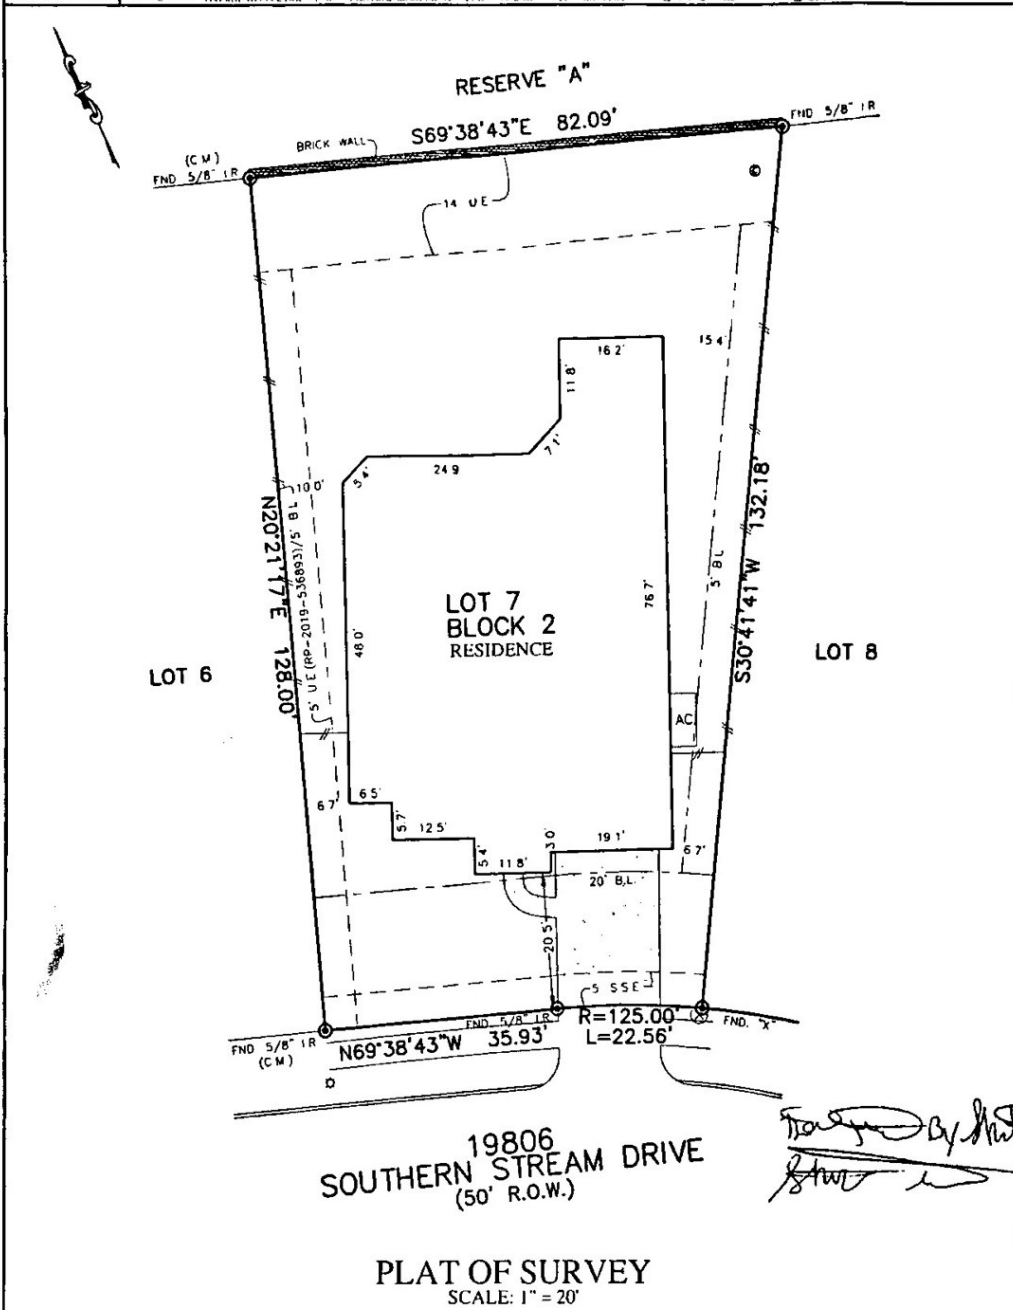 RESERVE "A"
S69°38'43"E 82.09'
FND 5/8" IR
BRICK WALL
(CM)
FND 5/8" IR
14 UE
16 2'
15 4'
11 8'
7 1'
24 9
5 4'
10 0'
N20°21'17"E 128.00'
5' UE (RP-2019-536893)/5' BL
48 0'
76 7'
LOT 7
BLOCK 2
RESIDENCE
5' BL
S30°41'41"W 132.18'
LOT 6
LOT 8
AC
6 7'
6 5'
5.7'
12 5'
5 4'
11 8'
3 0'
19 1'
6 7'
20' B.L.
20 5'
5 SSE
FND 5/8" IR
(CM)
FND. 5/8" IR
N69°38'43"W 35.93'
R=125.00'
L=22.56'
FND. "X"
19806
SOUTHERN STREAM DRIVE
(50' R.O.W.)
By
PLAT OF SURVEY
SCALE: 1" = 20'